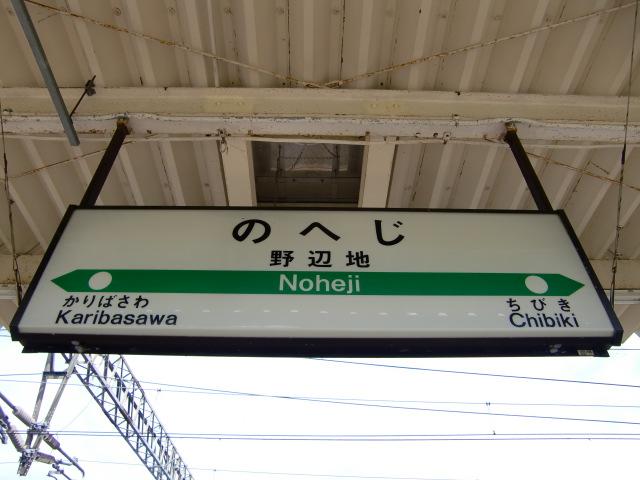 のへじ
野辺地
Noheji
かりばさわ
Karibasawa
ちびき
Chibiki